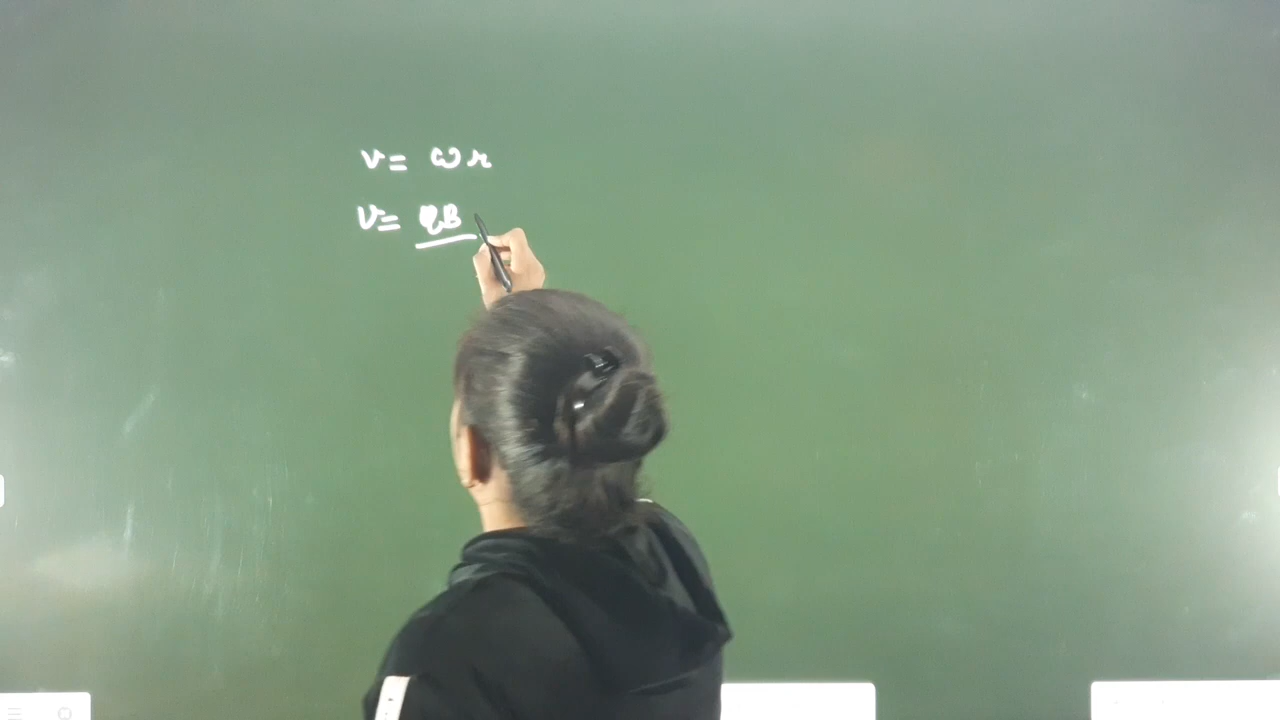 v = ωr
v = qB